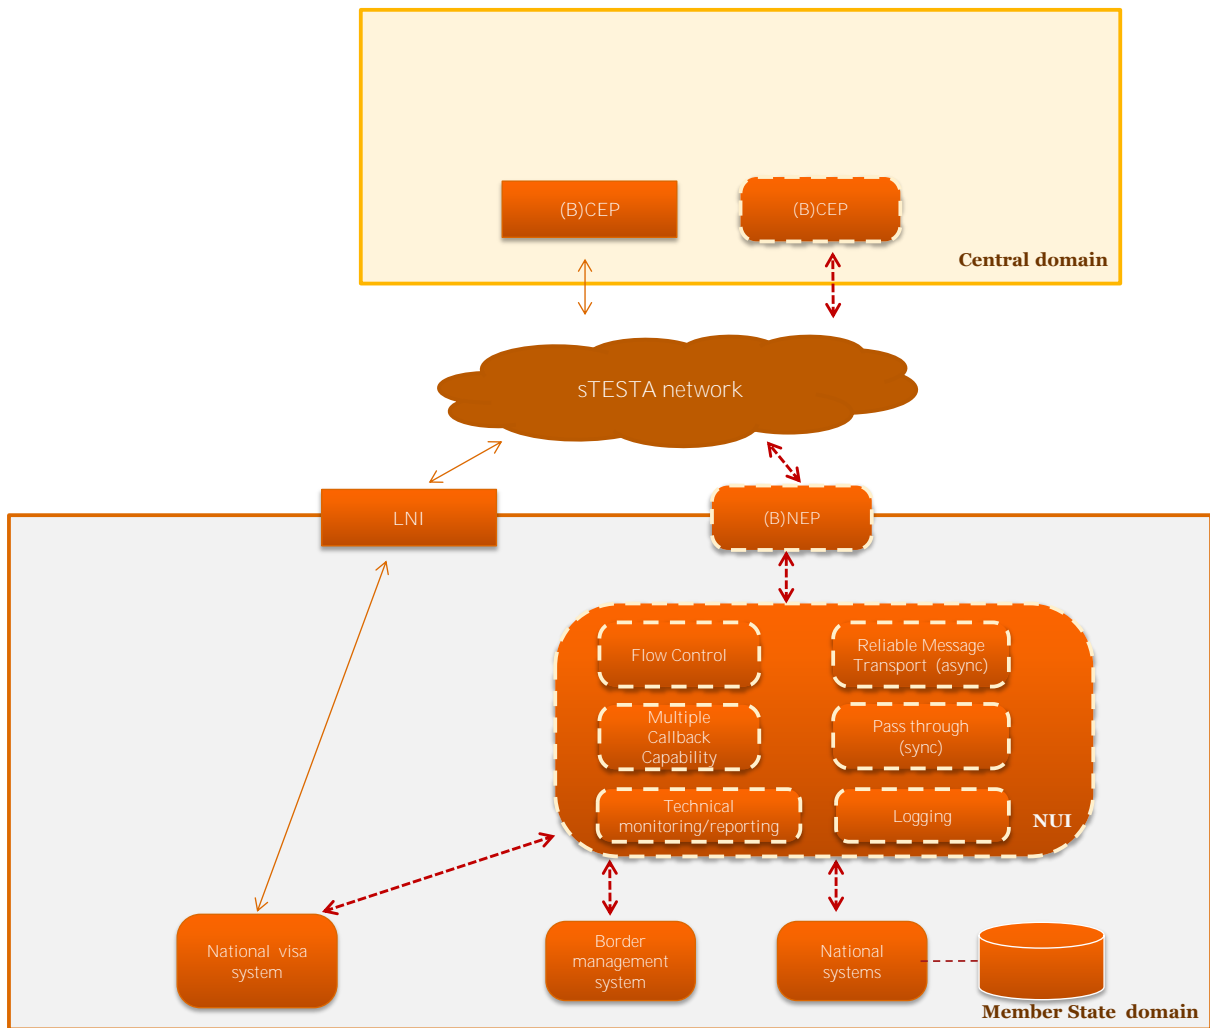 (B)CEP
(B)CEP
Central domain
sTESTA network
LNI
(B)NEP
Flow Control
Reliable Message
Transport (async)
Multiple
Callback
Capability
Pass through
(sync)
Technical
monitoring/reporting
Logging
NUI
National visa
system
Border
management
system
National
systems
Member State domain